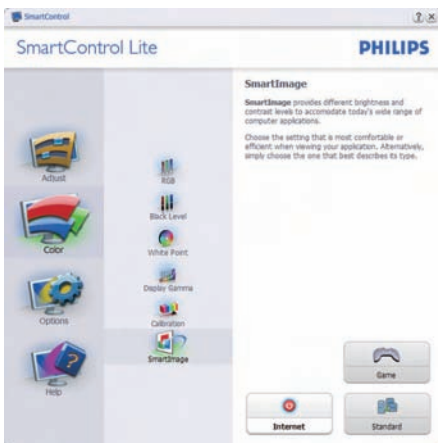 SmartControl
SmartControl Lite
PHILIPS
Adjust
Color
Options
Help
RGB
Black Level
White Point
Display Gamma
Calibration
SmartImage
SmartImage
SmartImage provides different brightness and
contrast levels to accomodate today's wide range of
computer applications.
Choose the setting that is most comfortable or
efficient when viewing your application. Alternatively,
simply choose the one that best describes its type.
Game
Internet
Standard